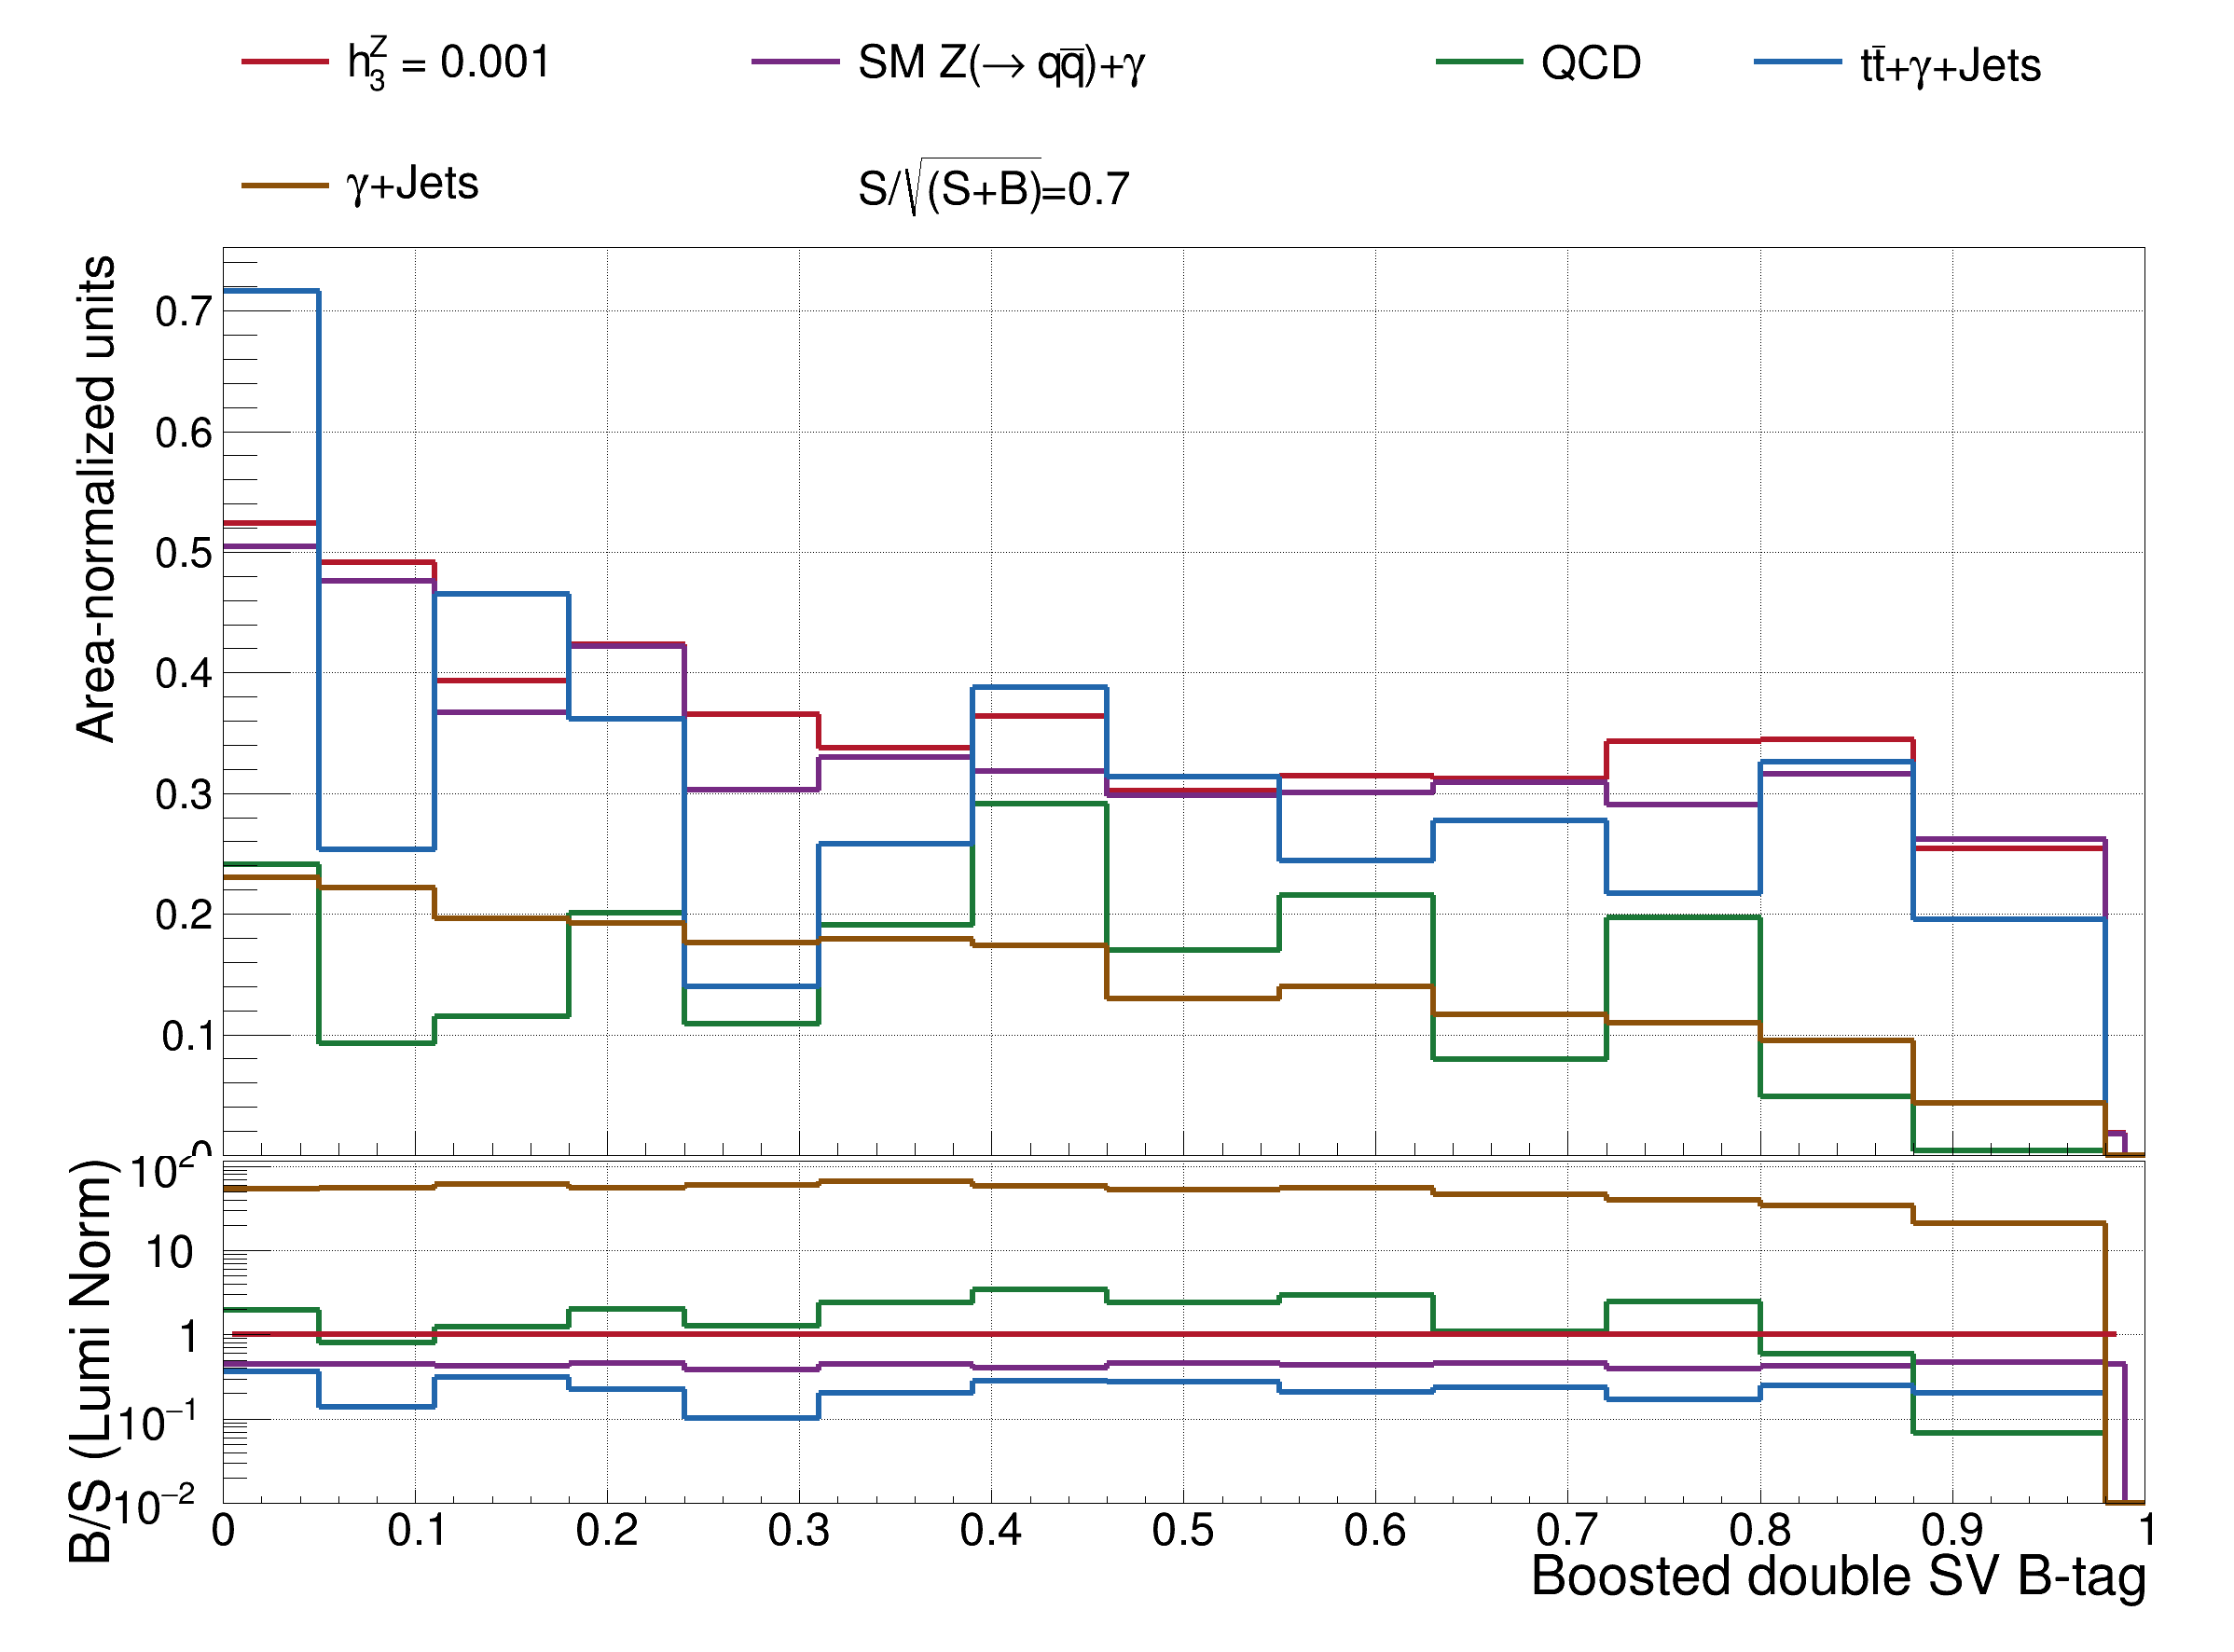 h₃ᶻ = 0.001 SM Z(→ qq̄)+γ QCD tt̄+γ+Jets
γ+Jets S/√(S+B)=0.7
Area-normalized units
0.7
0.6
0.5
0.4
0.3
0.2
0.1
0
B/S (Lumi Norm)
10²
10
1
10⁻¹
10⁻²
0 0.1 0.2 0.3 0.4 0.5 0.6 0.7 0.8 0.9 1
Boosted double SV B-tag